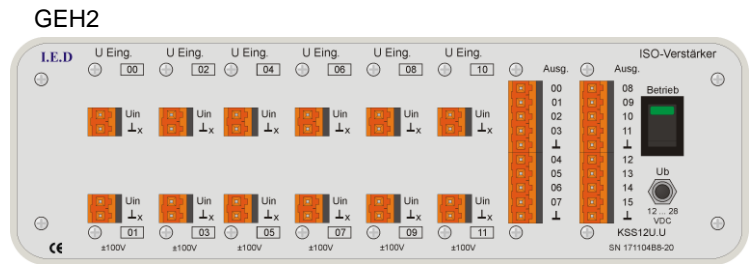 GEH2
I.E.D U Eing. U Eing. U Eing. U Eing. U Eing. U Eing. ISO-Verstärker
00 02 04 06 08 10 Ausg. Ausg.
00 08 Betrieb
01 09
Uin Uin Uin Uin Uin Uin 02 10
⊥x ⊥x ⊥x ⊥x ⊥x ⊥x 03 11
⊥ ⊥
04 12
05 13 Ub
06 14
Uin Uin Uin Uin Uin Uin 07 15
⊥x ⊥x ⊥x ⊥x ⊥x ⊥x ⊥ ⊥ 12 ... 28
VDC
01 03 05 07 09 11 KSS12U.U
CE ±100V ±100V ±100V ±100V ±100V ±100V SN 171104B8-20